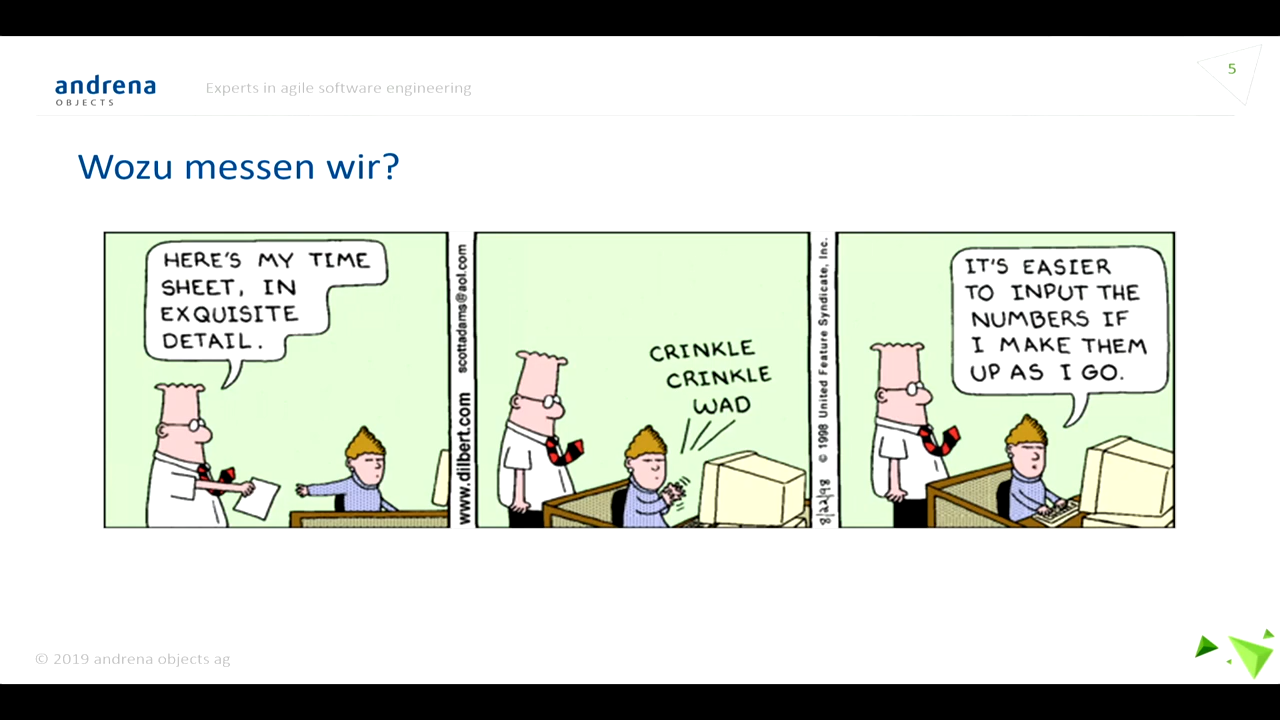 andrena
OBJECTS
Experts in agile software engineering
5
Wozu messen wir?
HERE'S MY TIME
SHEET, IN
EXQUISITE
DETAIL.
www.dilbert.com scottadams@aol.com
CRINKLE
CRINKLE
WAD
8/22/98 © 1998 United Feature Syndicate, Inc.
IT'S EASIER
TO INPUT THE
NUMBERS IF
I MAKE THEM
UP AS I GO.
© 2019 andrena objects ag